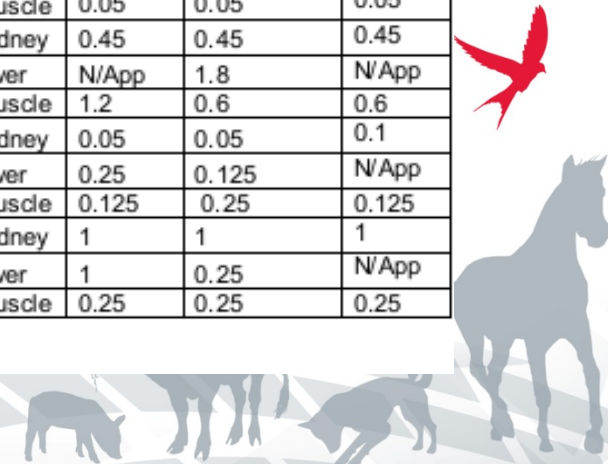 uscle 0.05 0.05 0.05
dney 0.45 0.45 0.45
ver N/App 1.8 N/App
uscle 1.2 0.6 0.6
dney 0.05 0.05 0.1
ver 0.25 0.125 N/App
uscle 0.125 0.25 0.125
dney 1 1 1
ver 1 0.25 N/App
uscle 0.25 0.25 0.25